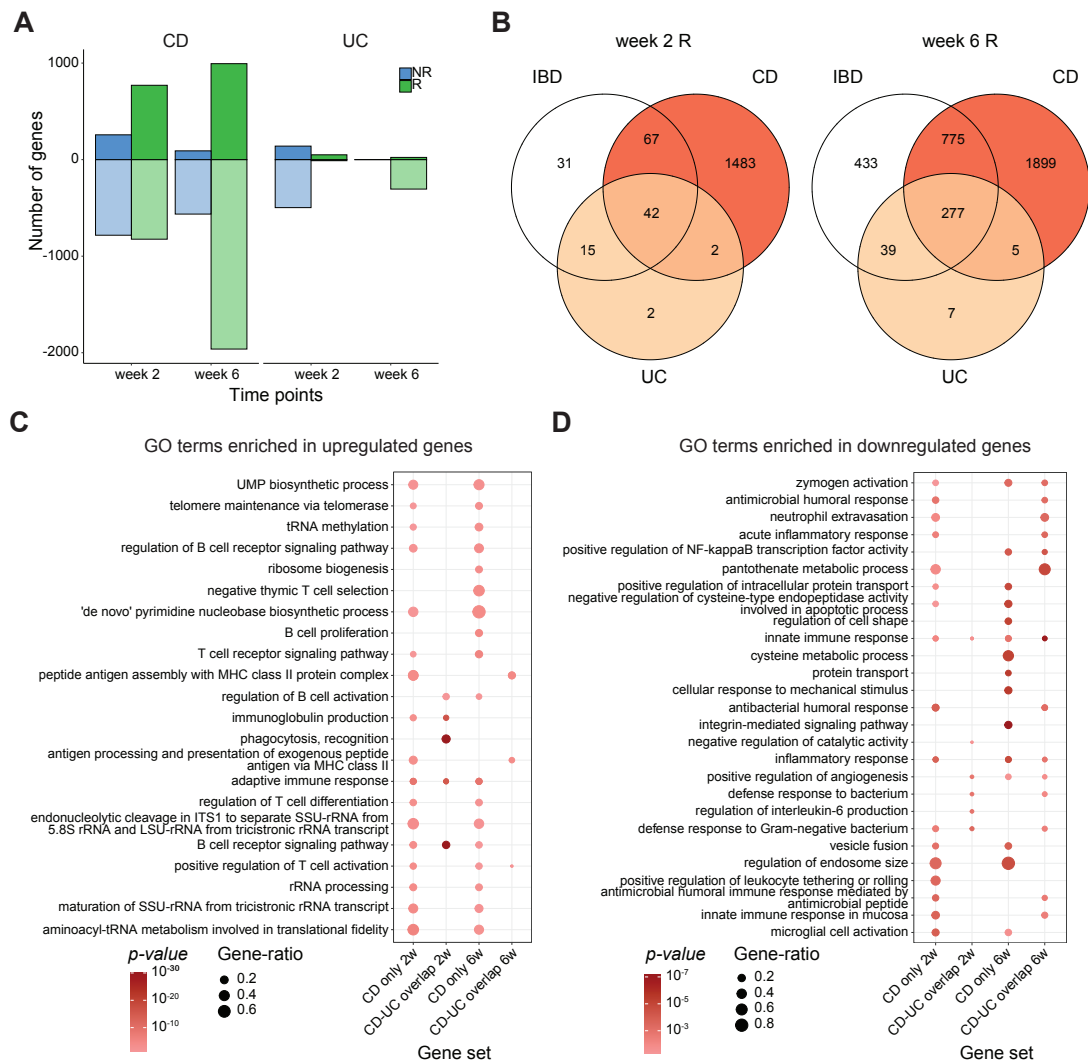 A
CD
UC
NR
R
1000
0
-1000
-2000
Number of genes
week 2
week 6
week 2
week 6
Time points
B
week 2 R
IBD
CD
67
31
1483
42
15
2
2
UC
week 6 R
IBD
CD
775
433
1899
277
39
5
7
UC
C
GO terms enriched in upregulated genes
UMP biosynthetic process
telomere maintenance via telomerase
tRNA methylation
regulation of B cell receptor signaling pathway
ribosome biogenesis
negative thymic T cell selection
'de novo' pyrimidine nucleobase biosynthetic process
B cell proliferation
T cell receptor signaling pathway
peptide antigen assembly with MHC class II protein complex
regulation of B cell activation
immunoglobulin production
phagocytosis, recognition
antigen processing and presentation of exogenous peptide
antigen via MHC class II
adaptive immune response
regulation of T cell differentiation
endonucleolytic cleavage in ITS1 to separate SSU-rRNA from
5.8S rRNA and LSU-rRNA from tricistronic rRNA transcript
B cell receptor signaling pathway
positive regulation of T cell activation
rRNA processing
maturation of SSU-rRNA from tricistronic rRNA transcript
aminoacyl-tRNA metabolism involved in translational fidelity
p-value
10-30
10-20
10-10
Gene-ratio
0.2
0.4
0.6
CD only 2w
CD-UC overlap 2w
CD only 6w
CD-UC overlap 6w
Gene set
D
GO terms enriched in downregulated genes
zymogen activation
antimicrobial humoral response
neutrophil extravasation
acute inflammatory response
positive regulation of NF-kappaB transcription factor activity
pantothenate metabolic process
positive regulation of intracellular protein transport
negative regulation of cysteine-type endopeptidase activity
involved in apoptotic process
regulation of cell shape
innate immune response
cysteine metabolic process
protein transport
cellular response to mechanical stimulus
antibacterial humoral response
integrin-mediated signaling pathway
negative regulation of catalytic activity
inflammatory response
positive regulation of angiogenesis
defense response to bacterium
regulation of interleukin-6 production
defense response to Gram-negative bacterium
vesicle fusion
regulation of endosome size
positive regulation of leukocyte tethering or rolling
antimicrobial humoral immune response mediated by
antimicrobial peptide
innate immune response in mucosa
microglial cell activation
p-value
10-7
10-5
10-3
Gene-ratio
0.2
0.4
0.6
0.8
CD only 2w
CD-UC overlap 2w
CD only 6w
CD-UC overlap 6w
Gene set